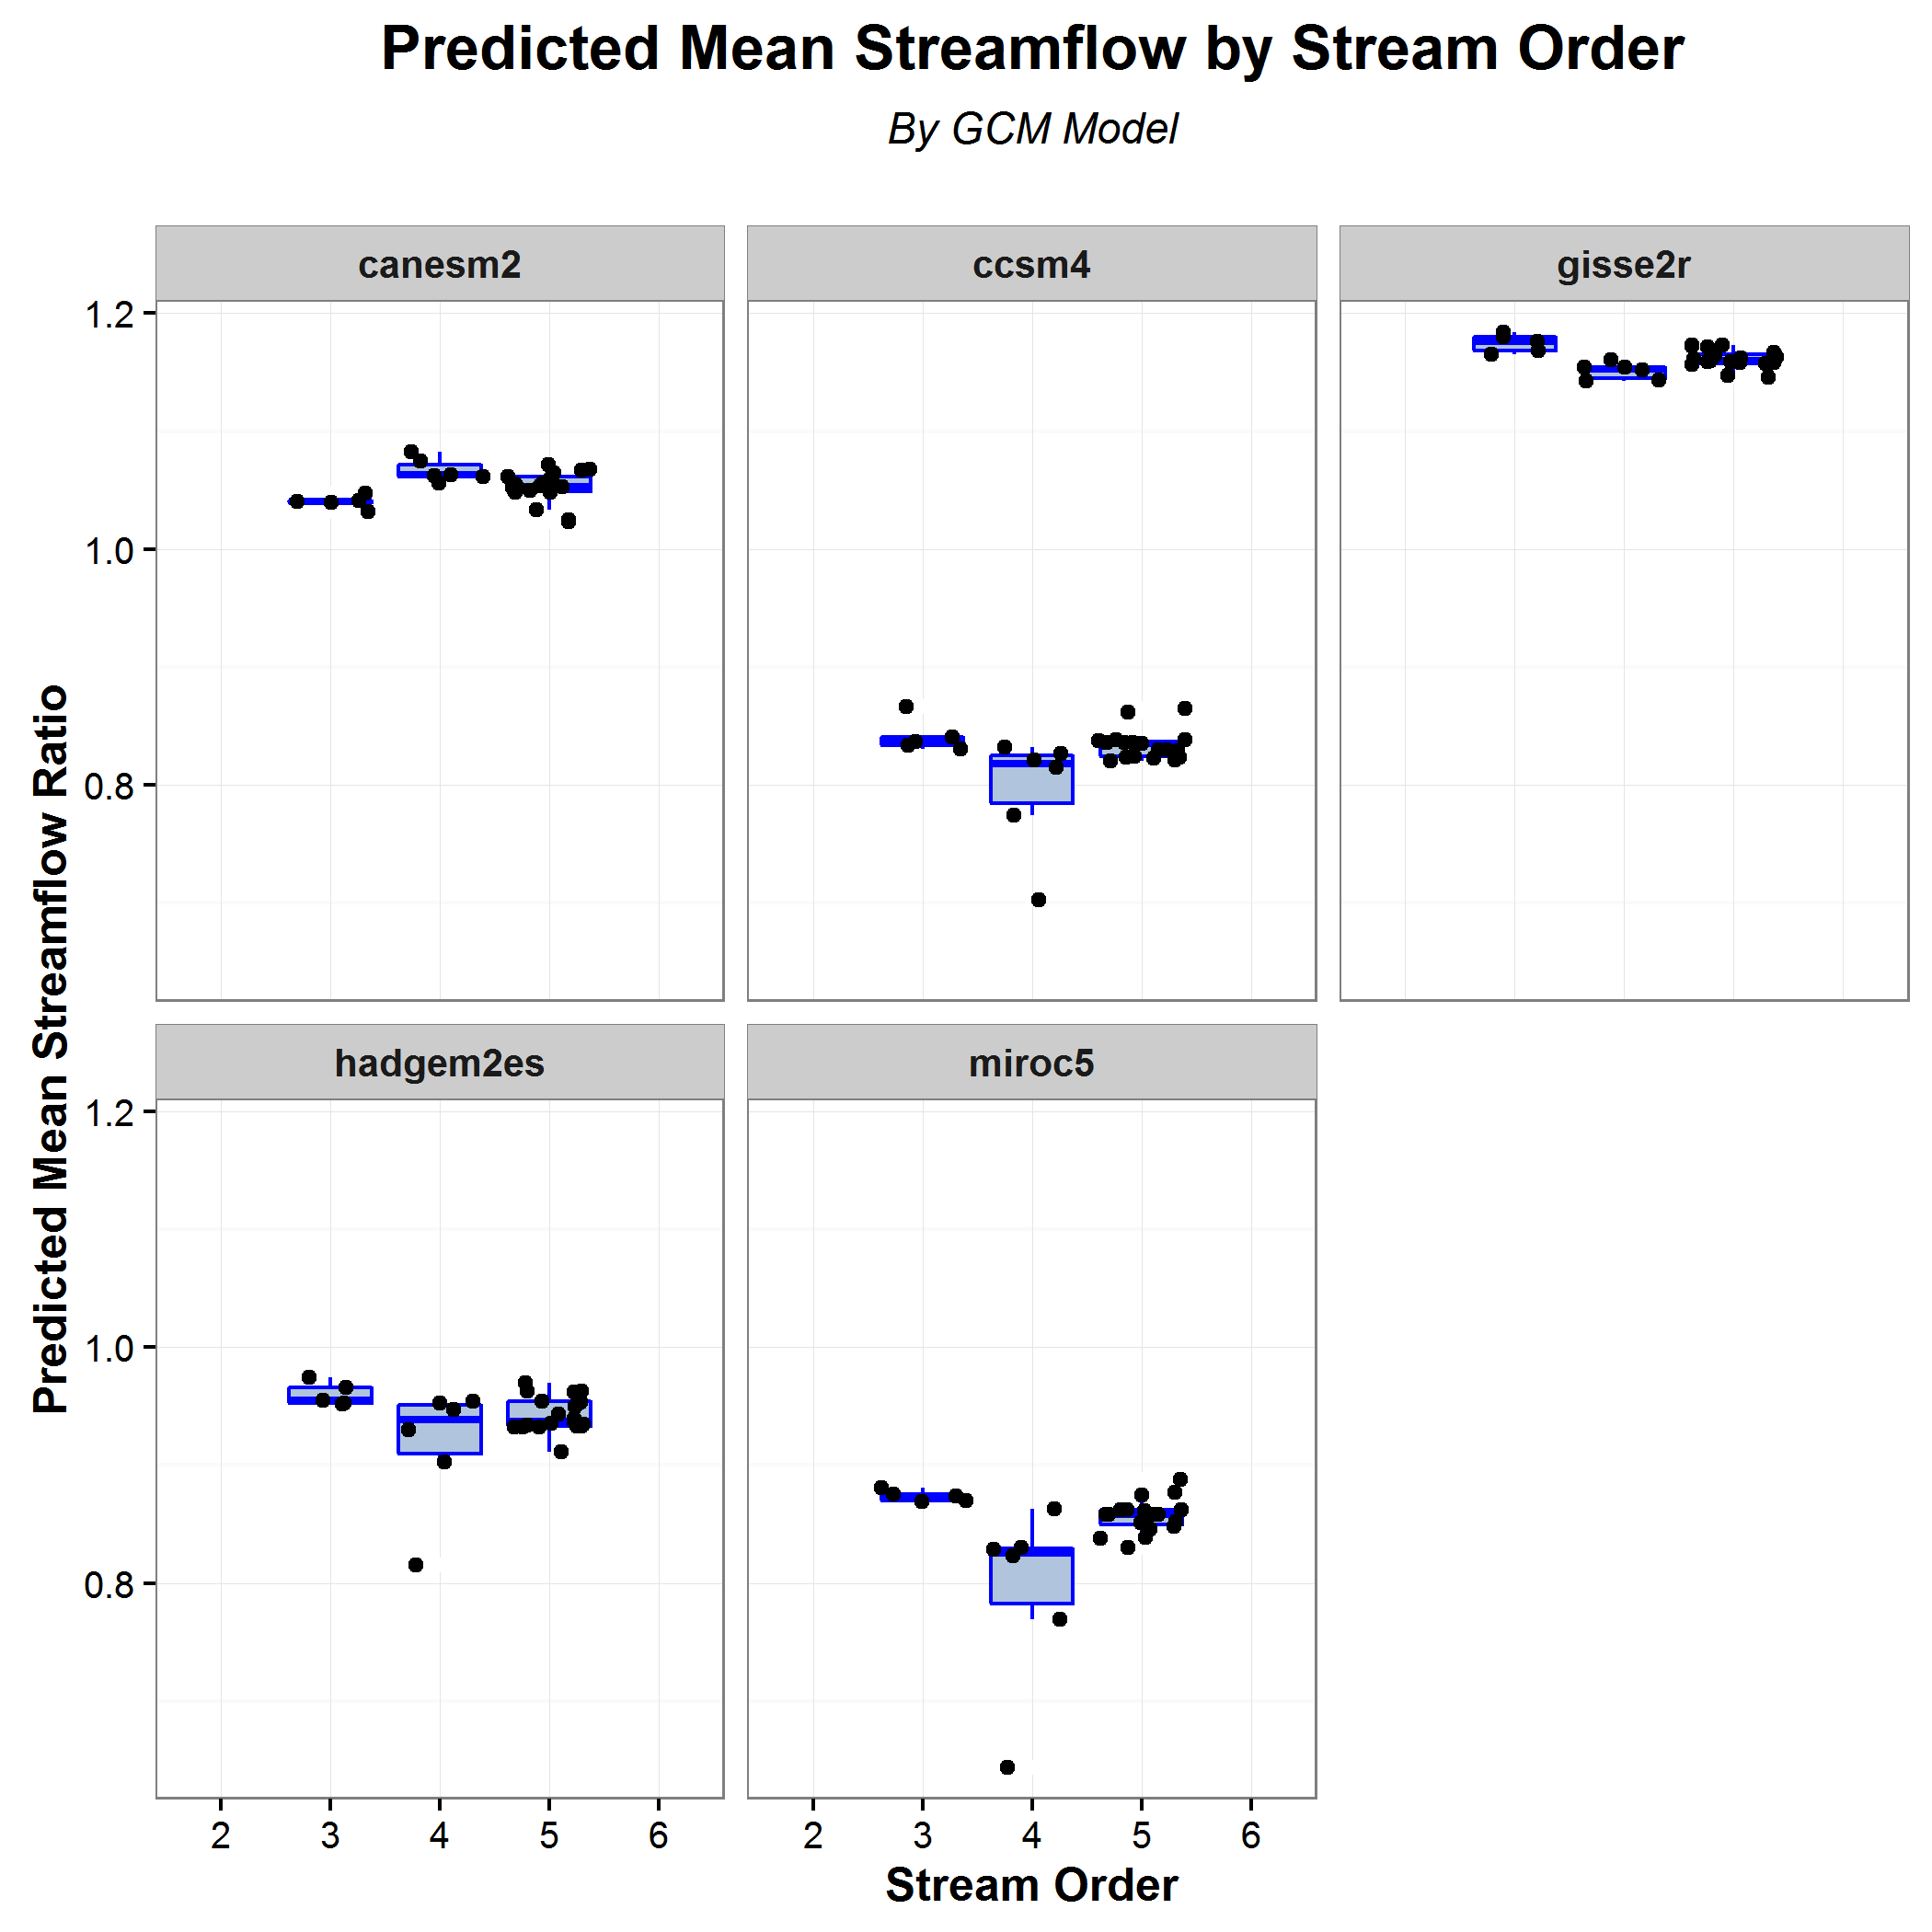 Predicted Mean Streamflow by Stream Order
By GCM Model
canesm2
ccsm4
gisse2r
1.2
1.0
0.8
Predicted Mean Streamflow Ratio
hadgem2es
miroc5
1.2
1.0
0.8
2 3 4 5 6
2 3 4 5 6
Stream Order